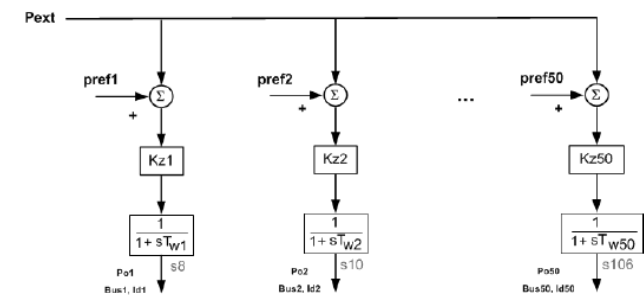 Pext
pref1 pref2 pref50
Σ Σ ... Σ
+ + +
Kz1 Kz2 Kz50
1 1 1
1+ sTw1 1+ sTw2 1+ sTw50
s8 s10 s106
Po1 Po2 Po50
Bus1, Id1 Bus2, Id2 Bus50, Id50